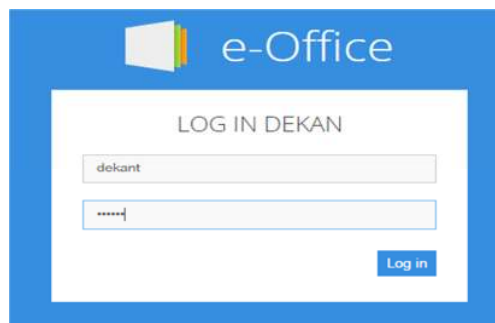 e-Office
LOG IN DEKAN
dekant
••••••
Log in